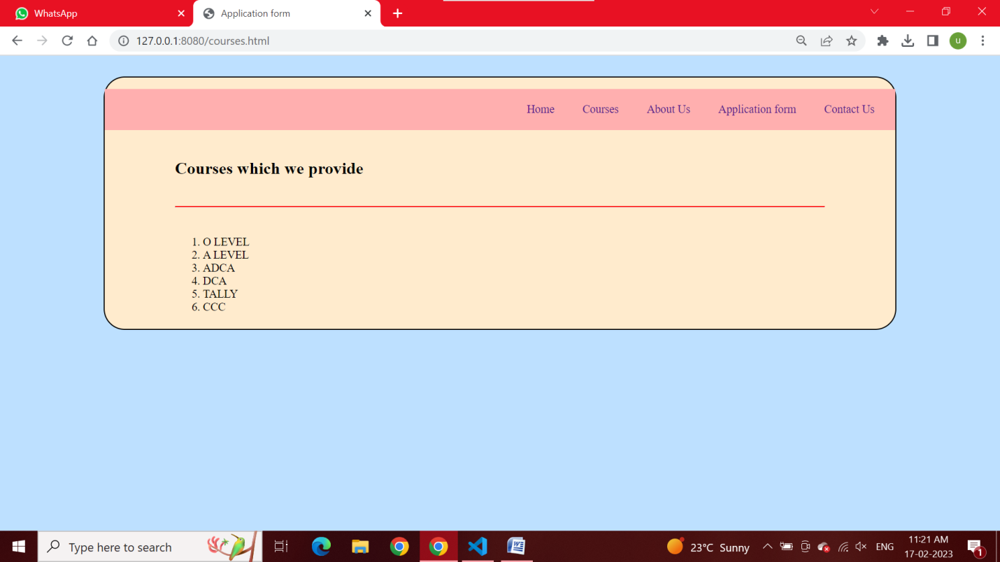 WhatsApp
Application form
127.0.0.1:8080/courses.html
u
Home Courses About Us Application form Contact Us
Courses which we provide
1. O LEVEL
2. A LEVEL
3. ADCA
4. DCA
5. TALLY
6. CCC
Type here to search
W
23°C Sunny
ENG
11:21 AM
17-02-2023
1